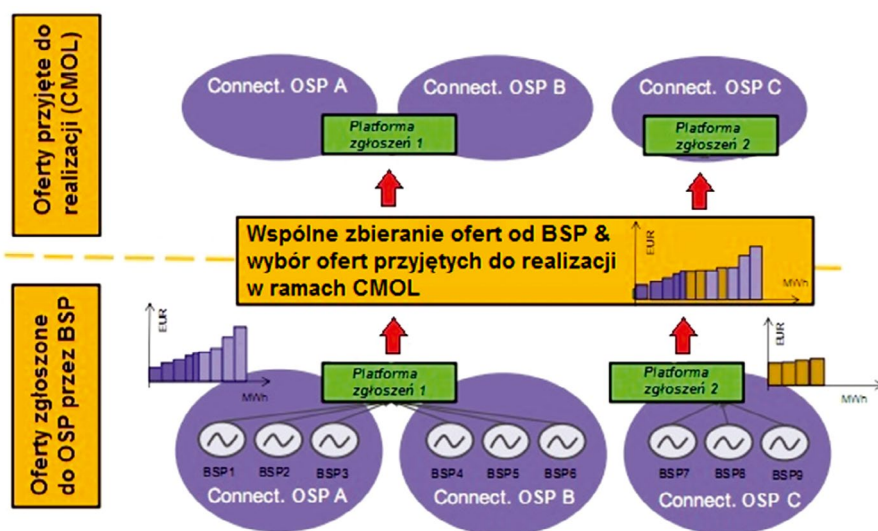 Oferty przyjęte do
realizacji (CMOL)
Connect. OSP A
Connect. OSP B
Connect. OSP C
Platforma
zgłoszeń 1
Platforma
zgłoszeń 2
Wspólne zbieranie ofert od BSP &
wybór ofert przyjętych do realizacji
w ramach CMOL
EUR
MWh
Oferty zgłoszone
do OSP przez BSP
EUR
MWh
Platforma
zgłoszeń 1
Platforma
zgłoszeń 2
EUR
MWh
BSP1
BSP2
BSP3
BSP4
BSP5
BSP6
BSP7
BSP8
BSP9
Connect. OSP A
Connect. OSP B
Connect. OSP C